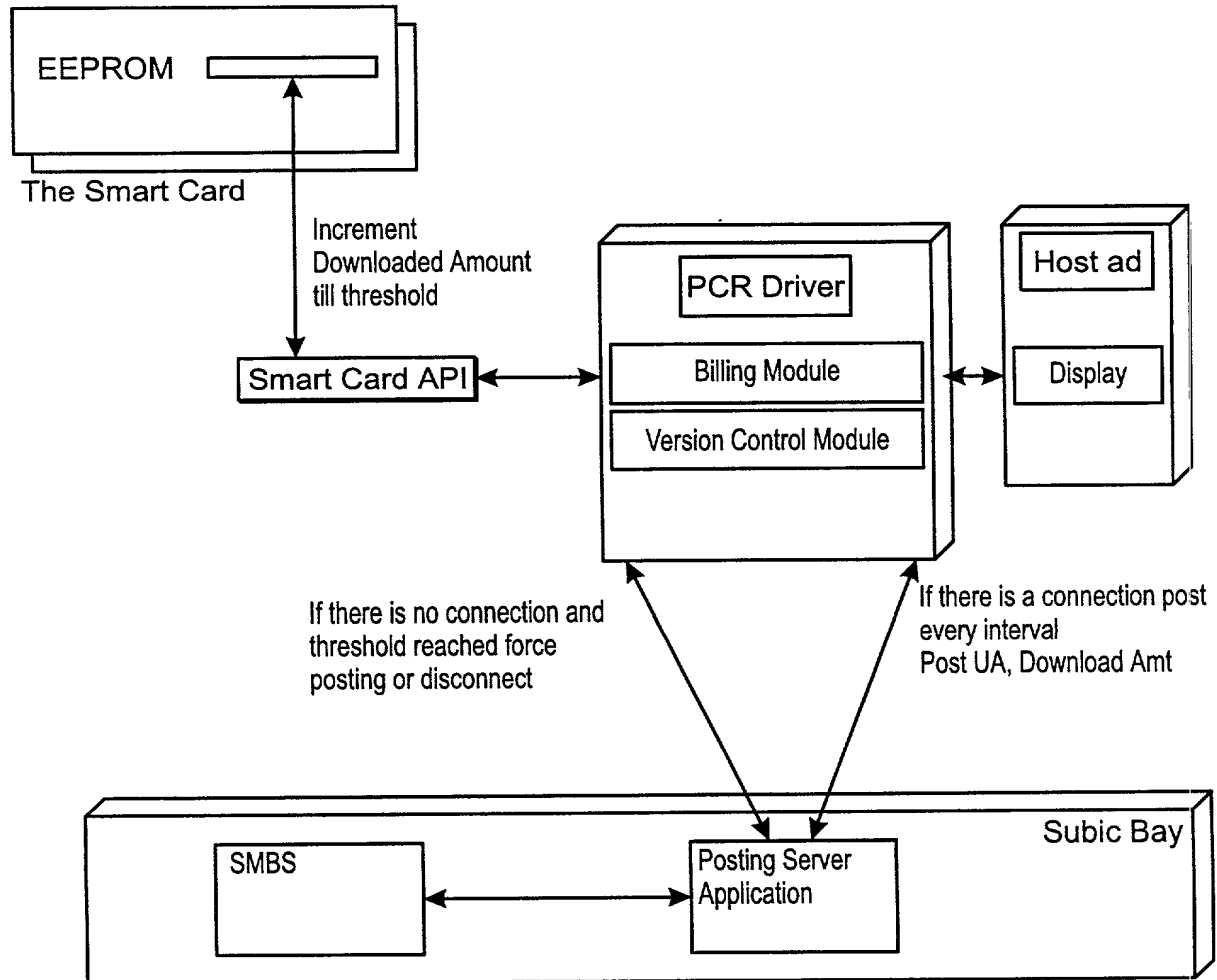 EEPROM
The Smart Card
Increment
Downloaded Amount
till threshold
Smart Card API
PCR Driver
Billing Module
Version Control Module
Host ad
Display
If there is no connection and
threshold reached force
posting or disconnect
If there is a connection post
every interval
Post UA, Download Amt
Subic Bay
SMBS
Posting Server
Application